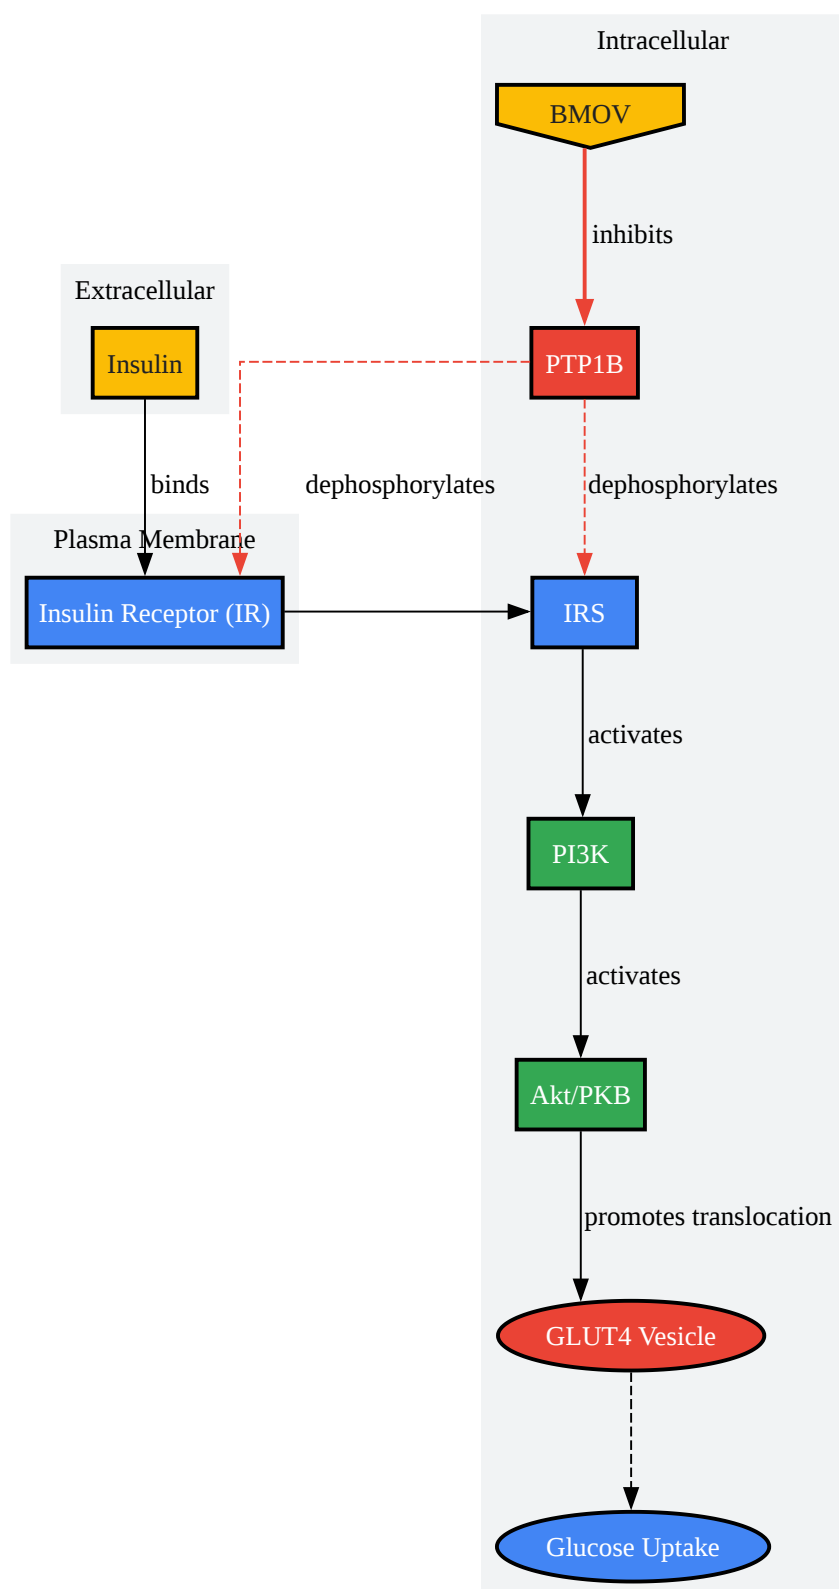 Intracellular
BMOV
inhibits
Extracellular
Insulin
PTP1B
binds
dephosphorylates
dephosphorylates
Plasma Membrane
Insulin Receptor (IR)
IRS
activates
PI3K
activates
Akt/PKB
promotes translocation
GLUT4 Vesicle
Glucose Uptake